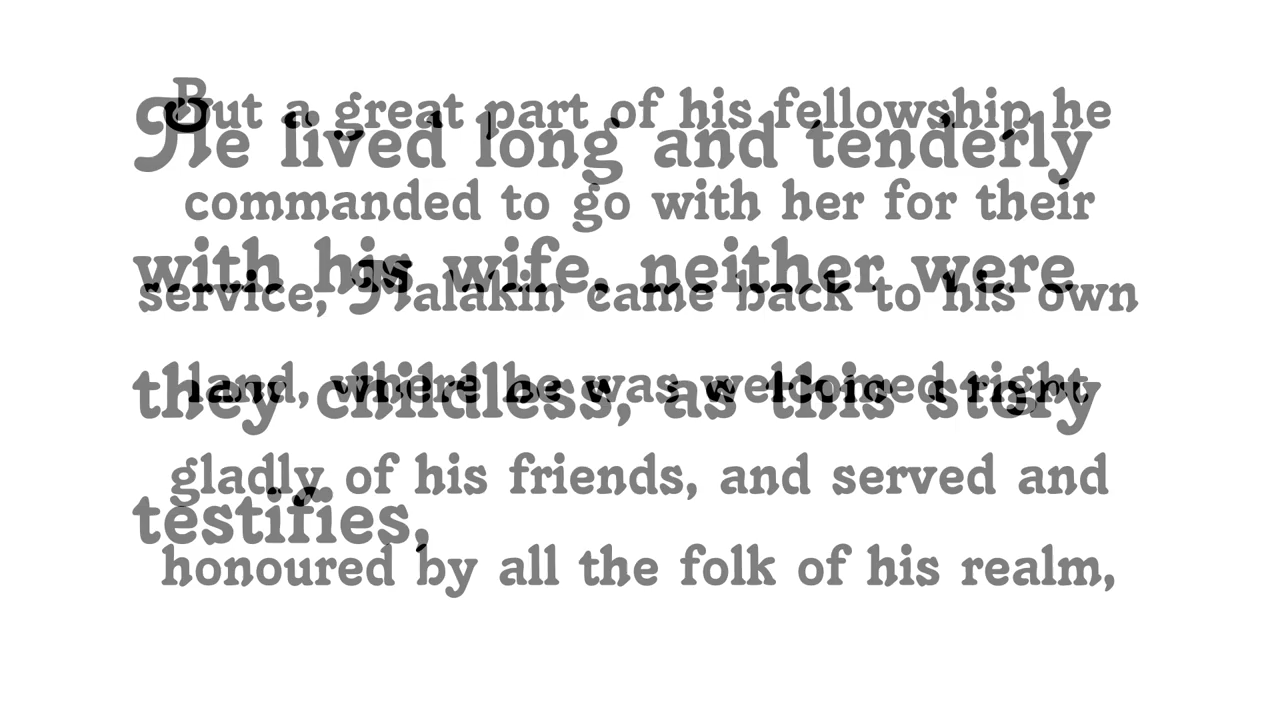 But a great part of his fellowship he
commanded to go with her for their
service, Malakin came back to his own
land, where he was welcomed right
gladly of his friends, and served and
honoured by all the folk of his realm,
He lived long and tenderly
with his wife, neither were
they childless, as this story
testifies,